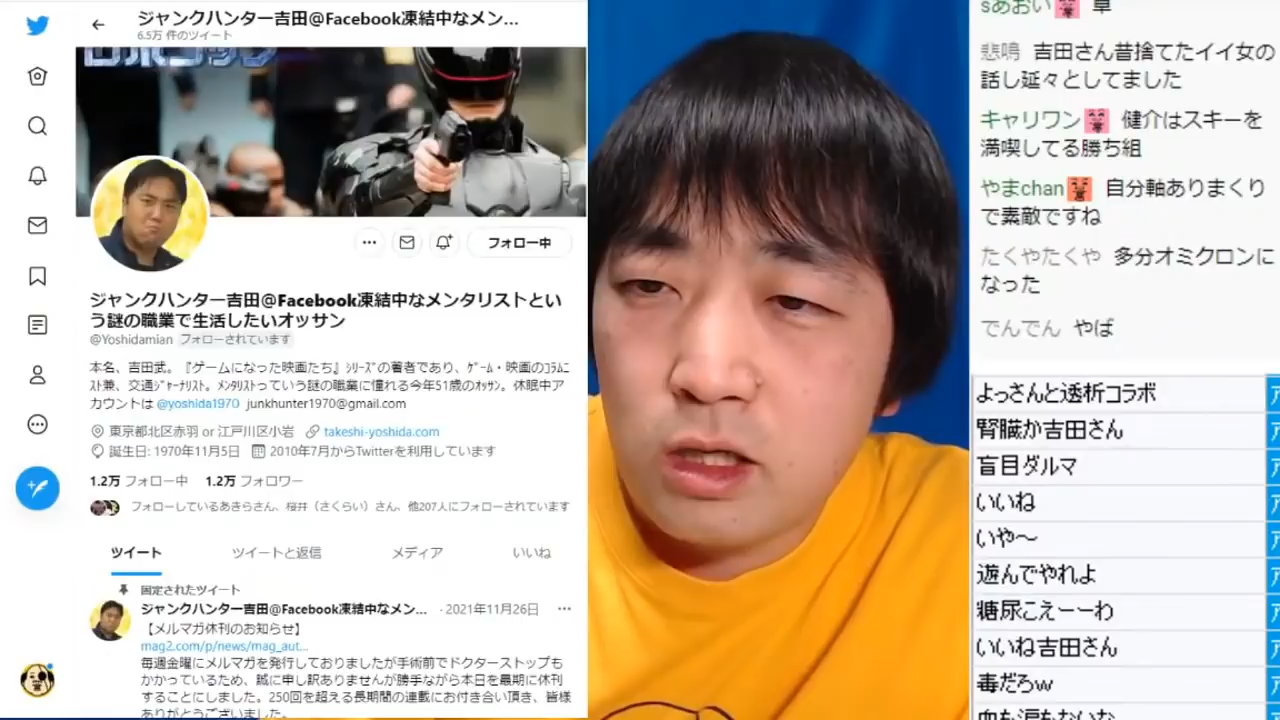 ジャンクハンター吉田@Facebook凍結中なメン...
6.5万 件のツイート
ロボコップ
フォロー中
ジャンクハンター吉田@Facebook凍結中なメンタリストとい
う謎の職業で生活したいオッサン
@Yoshidamian フォローされています
本名、吉田武。『ゲームになった映画たち』ｼﾘｰｽﾞの著者であり、ｹﾞｰﾑ・映画のｺﾗﾑﾆ
ｽﾄ兼、交通ｼﾞｬｰﾅﾘｽﾄ。ﾒﾝﾀﾘｽﾄっていう謎の職業に憧れる今年51歳のｵｯｻﾝ。休眠中ア
カウントは @yoshida1970 junkhunter1970@gmail.com
東京都北区赤羽 or 江戸川区小岩 takeshi-yoshida.com
誕生日: 1970年11月5日 2010年7月からTwitterを利用しています
1.2万 フォロー中 1.2万 フォロワー
フォローしているあきらさん、桜井（さくらい）さん、他207人にフォローされています
ツイート ツイートと返信 メディア いいね
固定されたツイート
ジャンクハンター吉田@Facebook凍結中なメン... · 2021年11月26日
【メルマガ休刊のお知らせ】
mag2.com/p/news/mag_aut...
毎週金曜にメルマガを発行しておりましたが手術前でドクターストップも
かかっているため、誠に申し訳ありませんが勝手ながら本日を最期に休刊
することにしました。250回を超える長期間の連載にお付き合い頂き、皆様
ありがとうございました。
sあおい 草
悲鳴 吉田さん昔捨てたイイ女の
話し延々としてました
キャリワン 健介はスキーを
満喫してる勝ち組
やまchan 自分軸ありまくり
で素敵ですね
たくやたくや 多分オミクロンに
なった
でんでん やば
よっさんと透析コラボ
腎臓か吉田さん
盲目ダルマ
いいね
いや～
遊んでやれよ
糖尿こえーーわ
いいね吉田さん
毒だろw
血も涙もないな